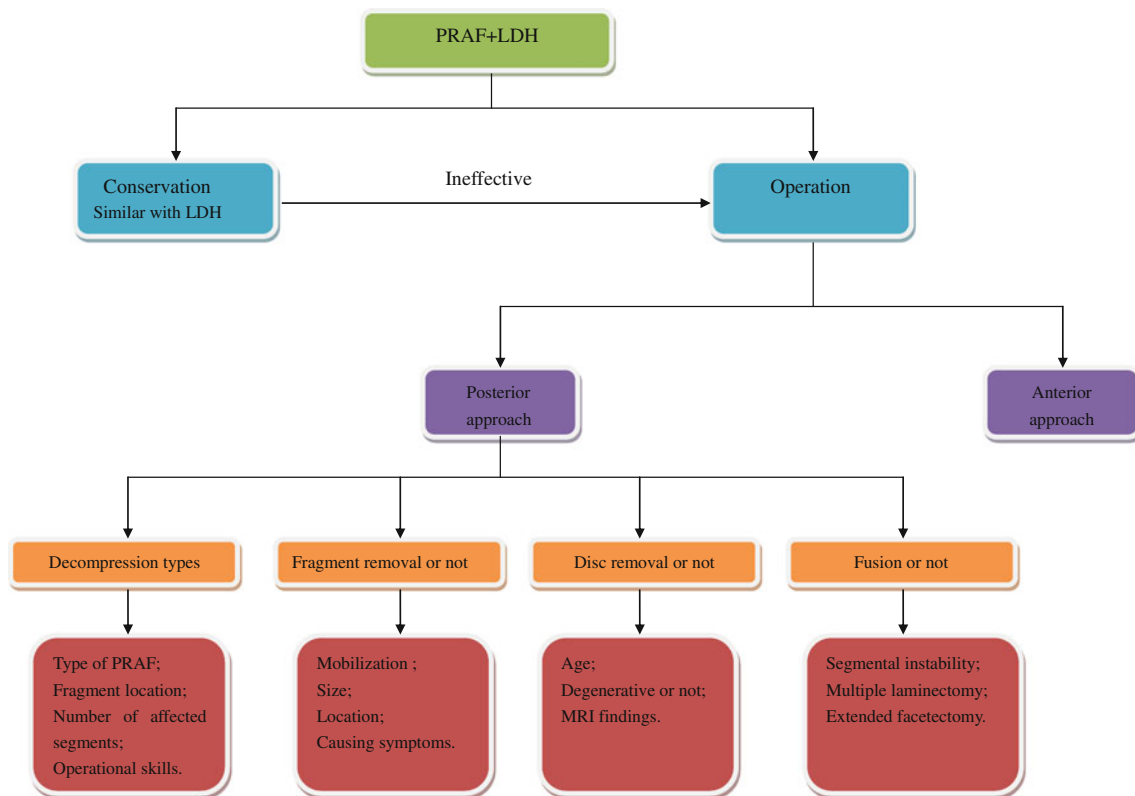 PRAF+LDH
Conservation
Similar with LDH
Ineffective
Operation
Posterior
approach
Anterior
approach
Decompression types
Fragment removal or not
Disc removal or not
Fusion or not
Type of PRAF;
Fragment location;
Number of affected
segments;
Operational skills.
Mobilization ;
Size;
Location;
Causing symptoms.
Age;
Degenerative or not;
MRI findings.
Segmental instability;
Multiple laminectomy;
Extended facetectomy.